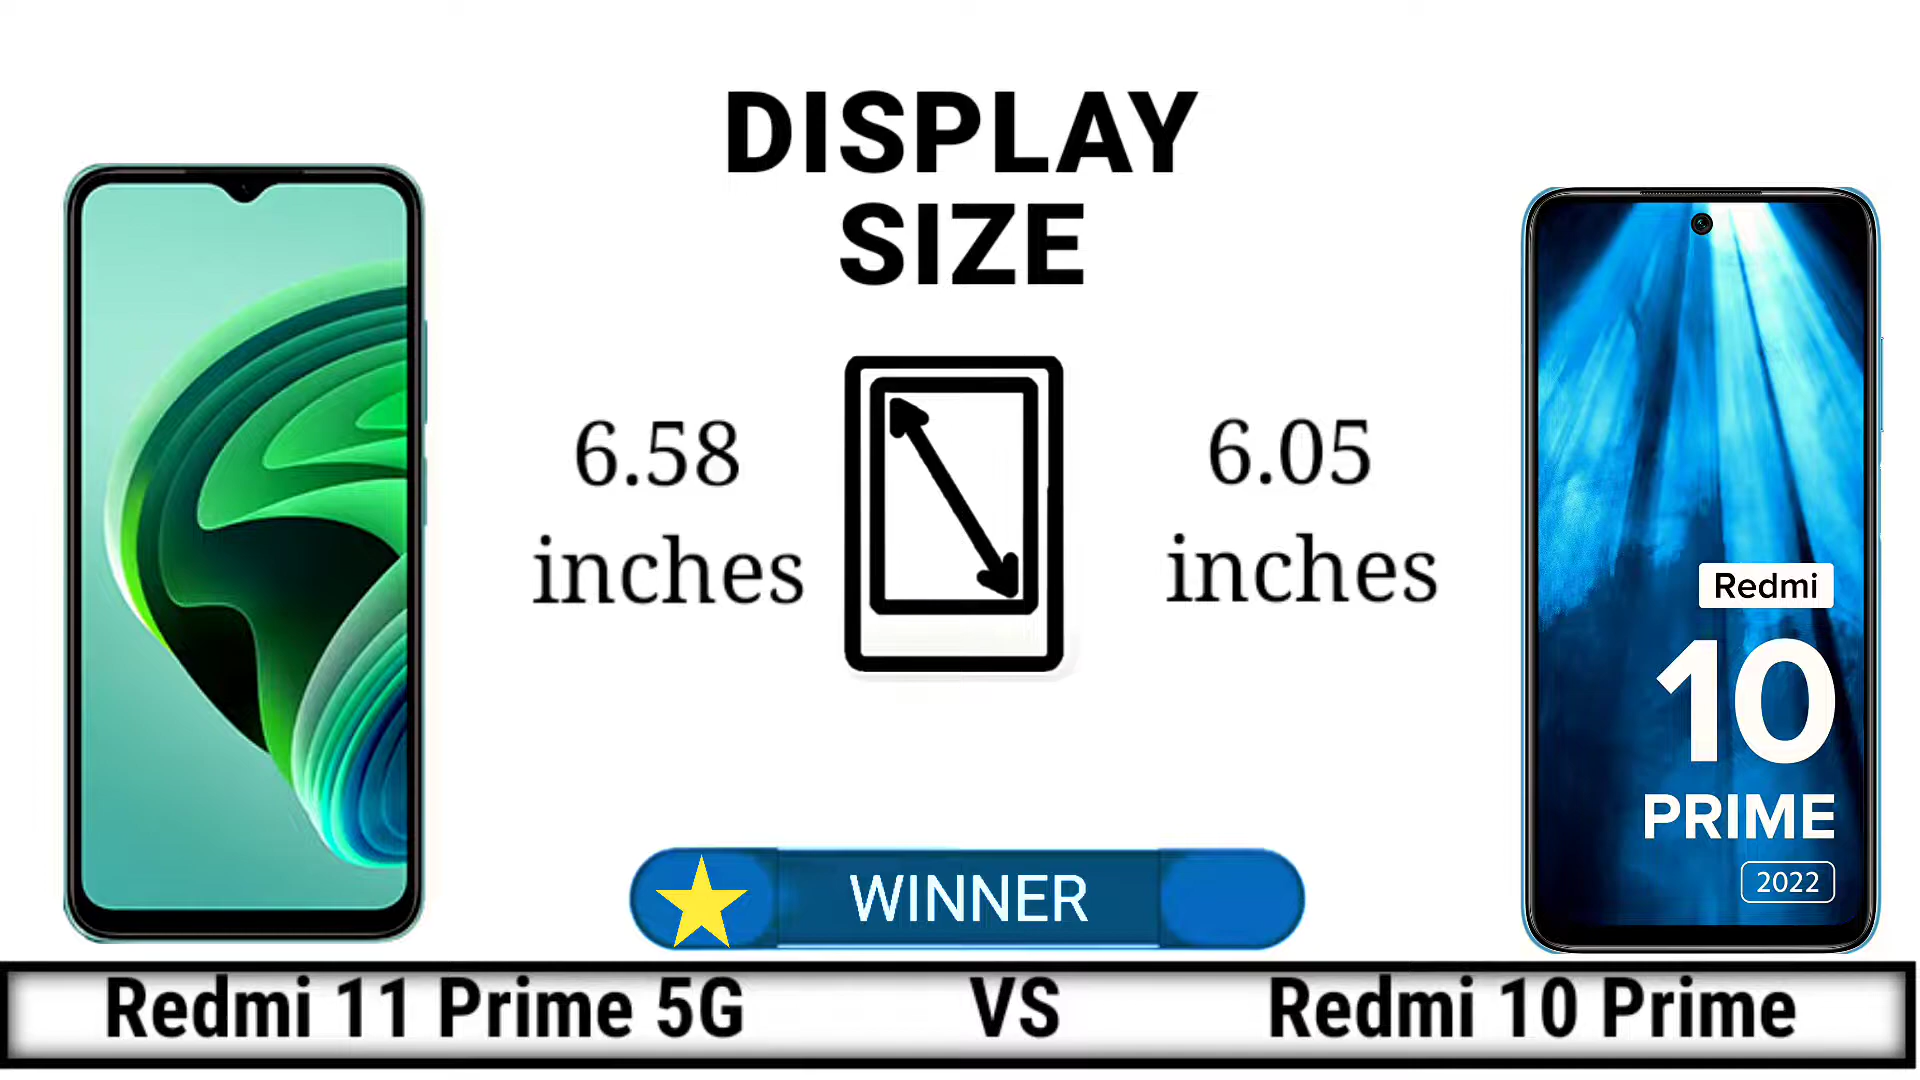 DISPLAY
SIZE
6.58
inches
6.05
inches
Redmi
10
PRIME
2022
WINNER
Redmi 11 Prime 5G VS Redmi 10 Prime